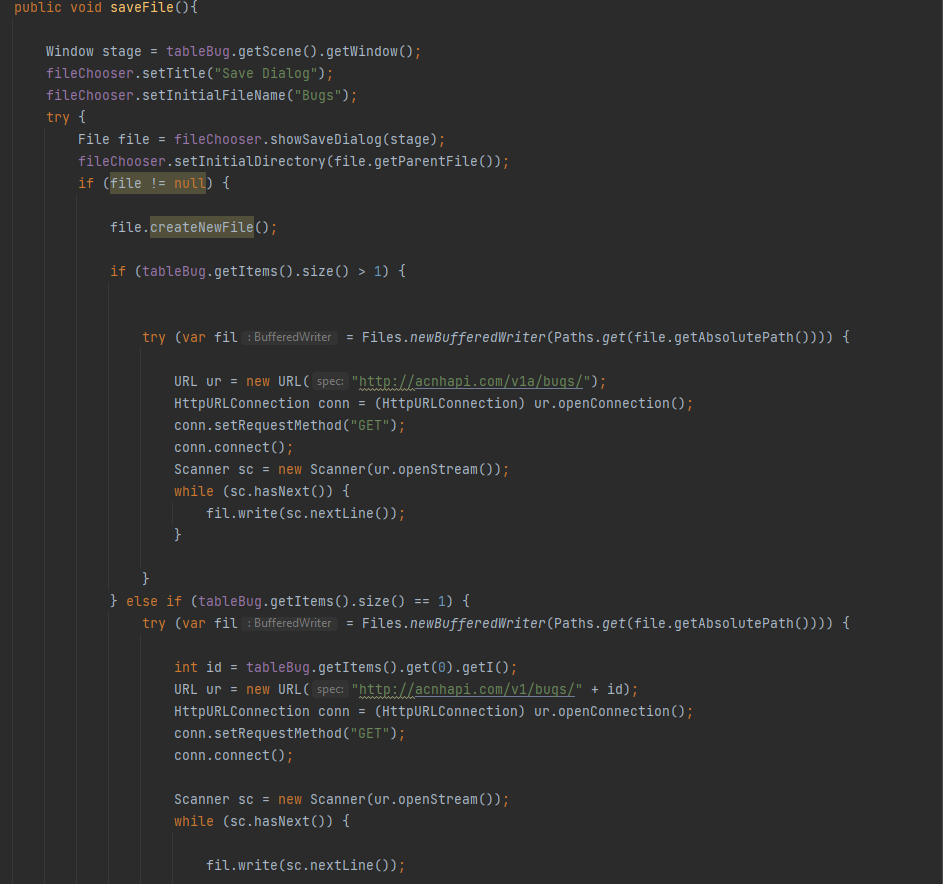 public void saveFile(){
Window stage = tableBug.getScene().getWindow();
fileChooser.setTitle("Save Dialog");
fileChooser.setInitialFileName("Bugs");
try {
File file = fileChooser.showSaveDialog(stage);
fileChooser.setInitialDirectory(file.getParentFile());
if (file != null) {
file.createNewFile();
if (tableBug.getItems().size() > 1) {
try (var fil : BufferedWriter = Files.newBufferedWriter(Paths.get(file.getAbsolutePath()))) {
URL ur = new URL( spec: "http://acnhapi.com/v1a/bugs/");
HttpURLConnection conn = (HttpURLConnection) ur.openConnection();
conn.setRequestMethod("GET");
conn.connect();
Scanner sc = new Scanner(ur.openStream());
while (sc.hasNext()) {
fil.write(sc.nextLine());
}
}
} else if (tableBug.getItems().size() == 1) {
try (var fil : BufferedWriter = Files.newBufferedWriter(Paths.get(file.getAbsolutePath()))) {
int id = tableBug.getItems().get(0).getI();
URL ur = new URL( spec: "http://acnhapi.com/v1/bugs/" + id);
HttpURLConnection conn = (HttpURLConnection) ur.openConnection();
conn.setRequestMethod("GET");
conn.connect();
Scanner sc = new Scanner(ur.openStream());
while (sc.hasNext()) {
fil.write(sc.nextLine());